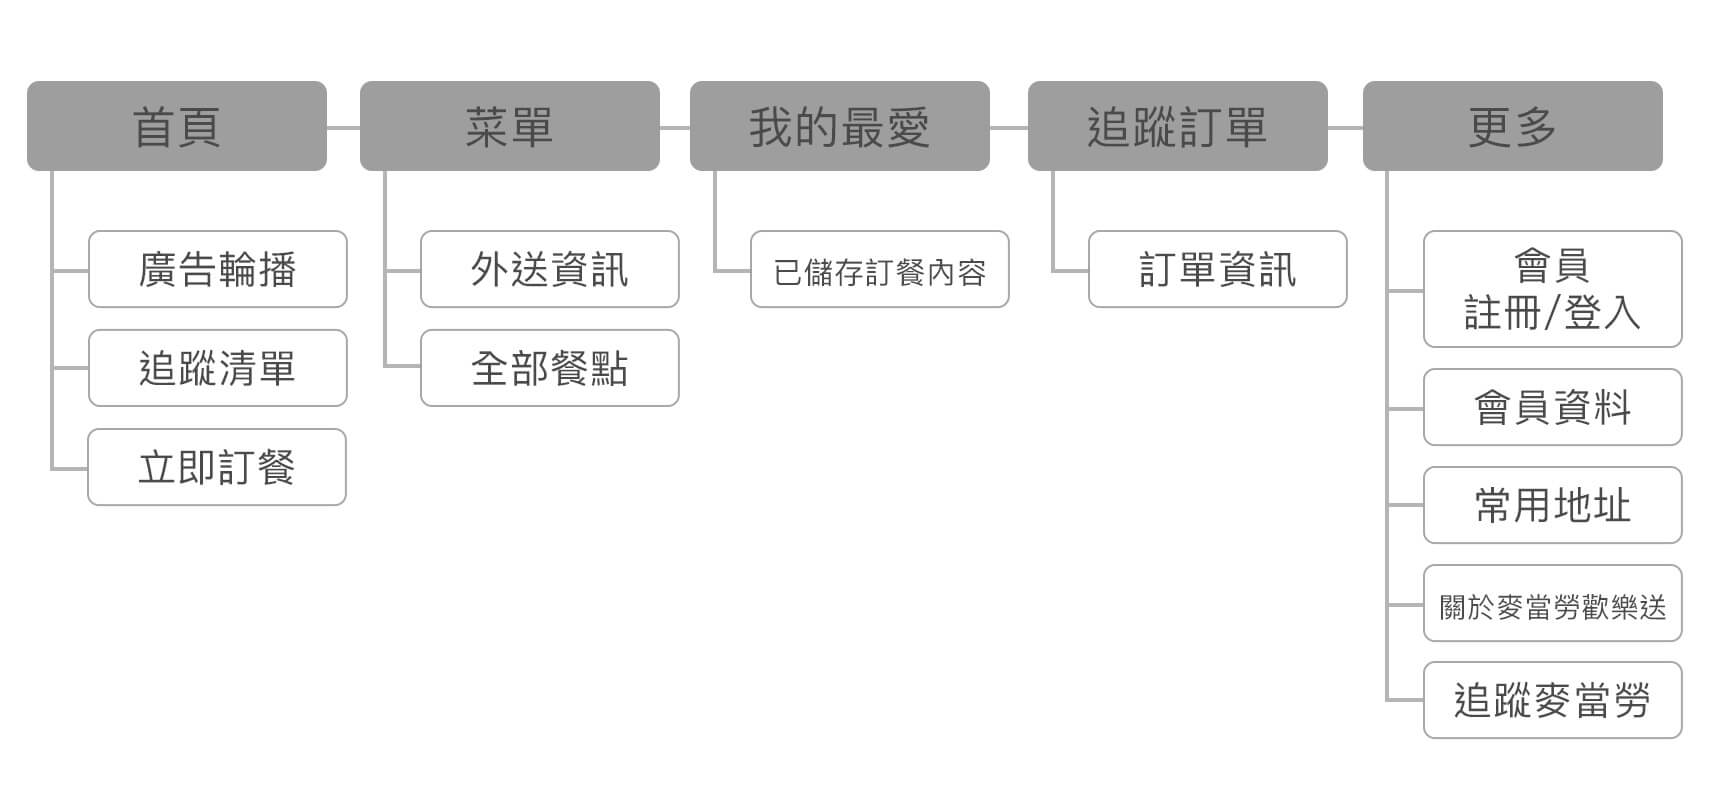 首頁
菜單
我的最愛
追蹤訂單
更多
廣告輪播
追蹤清單
立即訂餐
外送資訊
全部餐點
已儲存訂餐內容
訂單資訊
會員
註冊/登入
會員資料
常用地址
關於麥當勞歡樂送
追蹤麥當勞